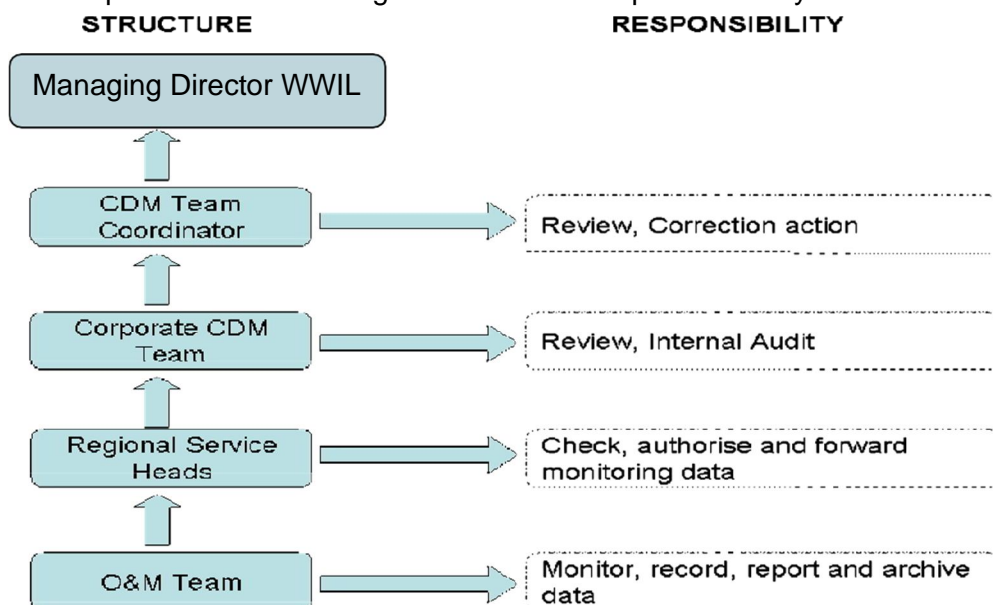 STRUCTURE
RESPONSIBILITY
Managing Director WWIL
CDM Team
Coordinator
Review, Correction action
Corporate CDM
Team
Review, Internal Audit
Regional Service
Heads
Check, authorise and forward
monitoring data
O&M Team
Monitor, record, report and archive
data